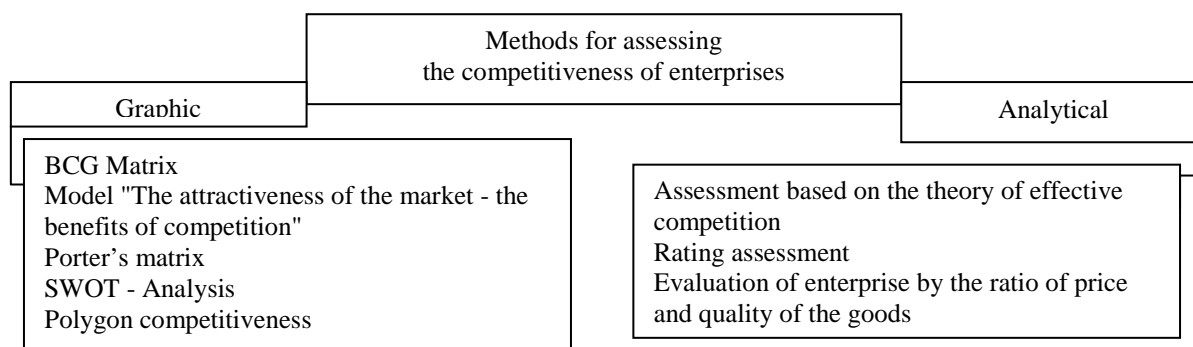 Methods for assessing
the competitiveness of enterprises
Graphic
Analytical
BCG Matrix
Model "The attractiveness of the market - the
benefits of competition"
Porter’s matrix
SWOT - Analysis
Polygon competitiveness
Assessment based on the theory of effective
competition
Rating assessment
Evaluation of enterprise by the ratio of price
and quality of the goods